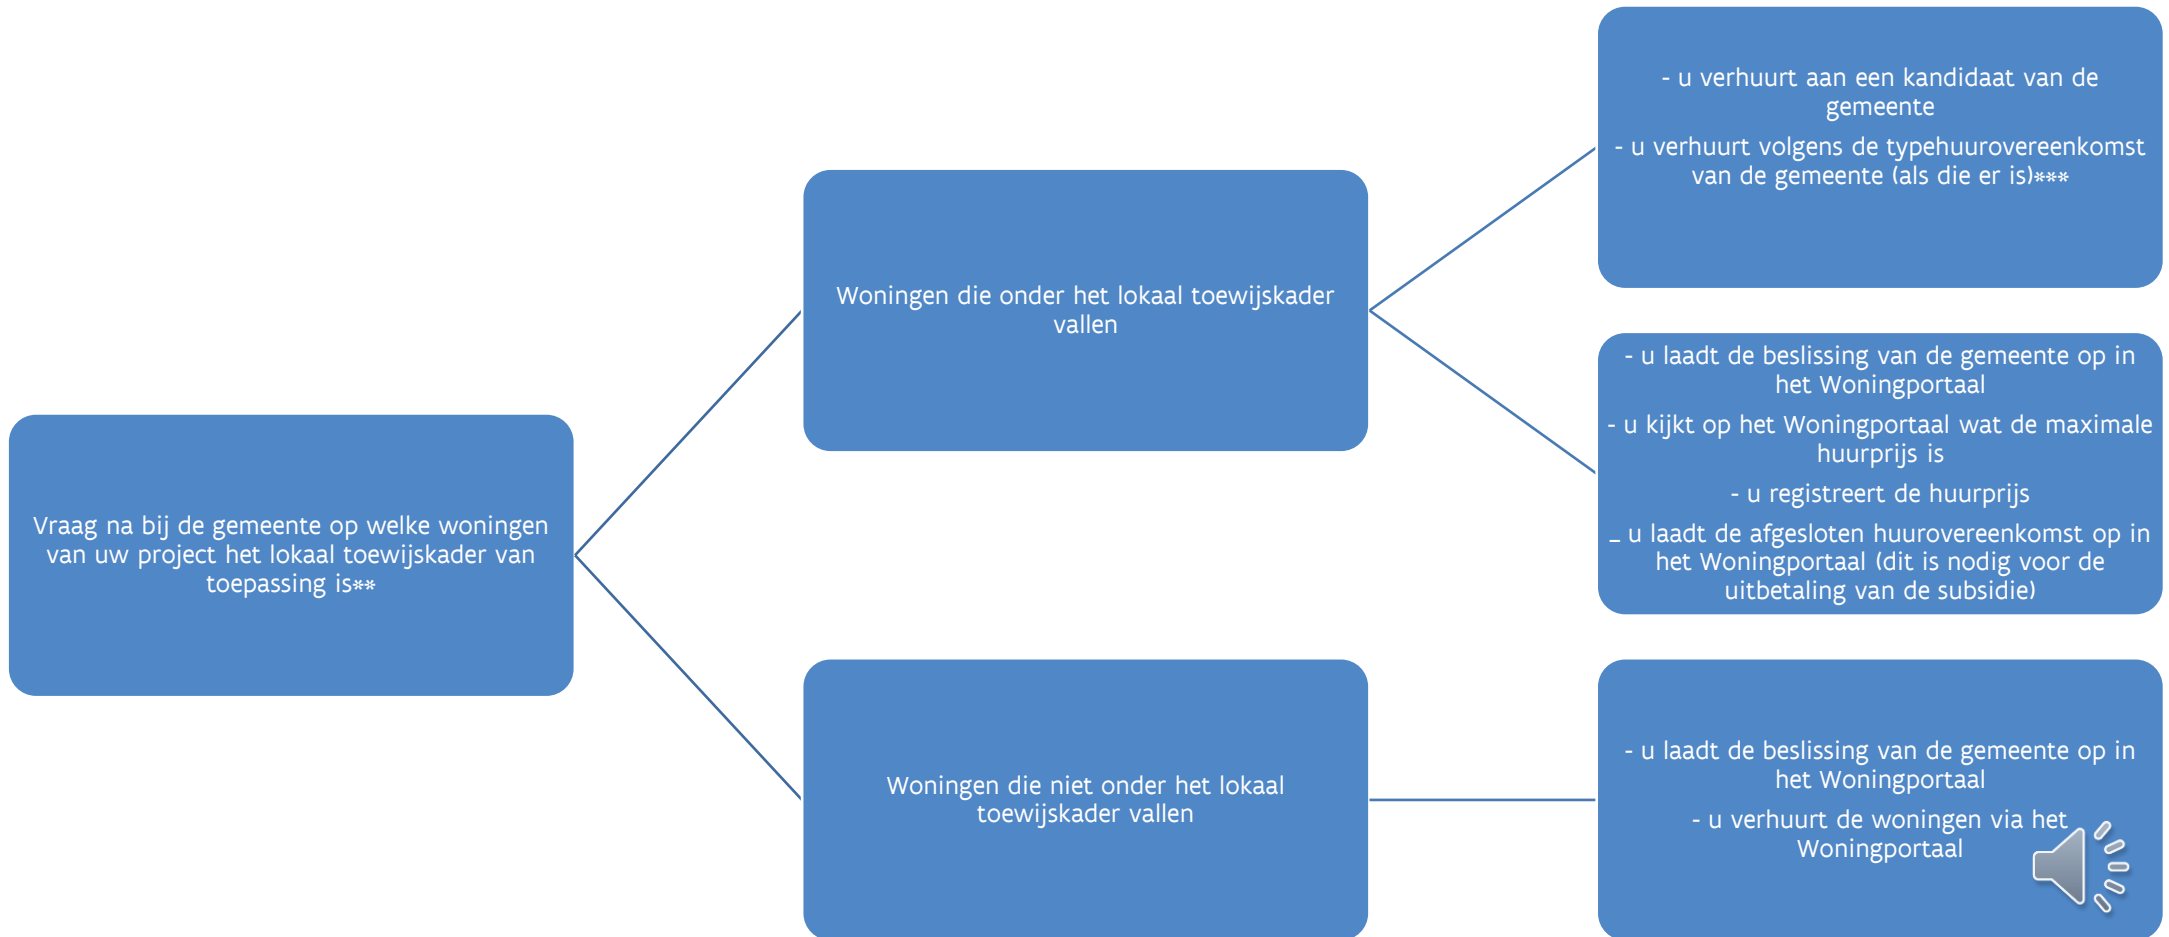 Vraag na bij de gemeente op welke woningen
van uw project het lokaal toewijskader van
toepassing is**
Woningen die onder het lokaal toewijskader
vallen
- u verhuurt aan een kandidaat van de
gemeente
- u verhuurt volgens de typehuurovereenkomst
van de gemeente (als die er is)***
- u laadt de beslissing van de gemeente op in
het Woningportaal
- u kijkt op het Woningportaal wat de maximale
huurprijs is
- u registreert de huurprijs
_ u laadt de afgesloten huurovereenkomst op in
het Woningportaal (dit is nodig voor de
uitbetaling van de subsidie)
Woningen die niet onder het lokaal
toewijskader vallen
- u laadt de beslissing van de gemeente op in
het Woningportaal
- u verhuurt de woningen via het
Woningportaal